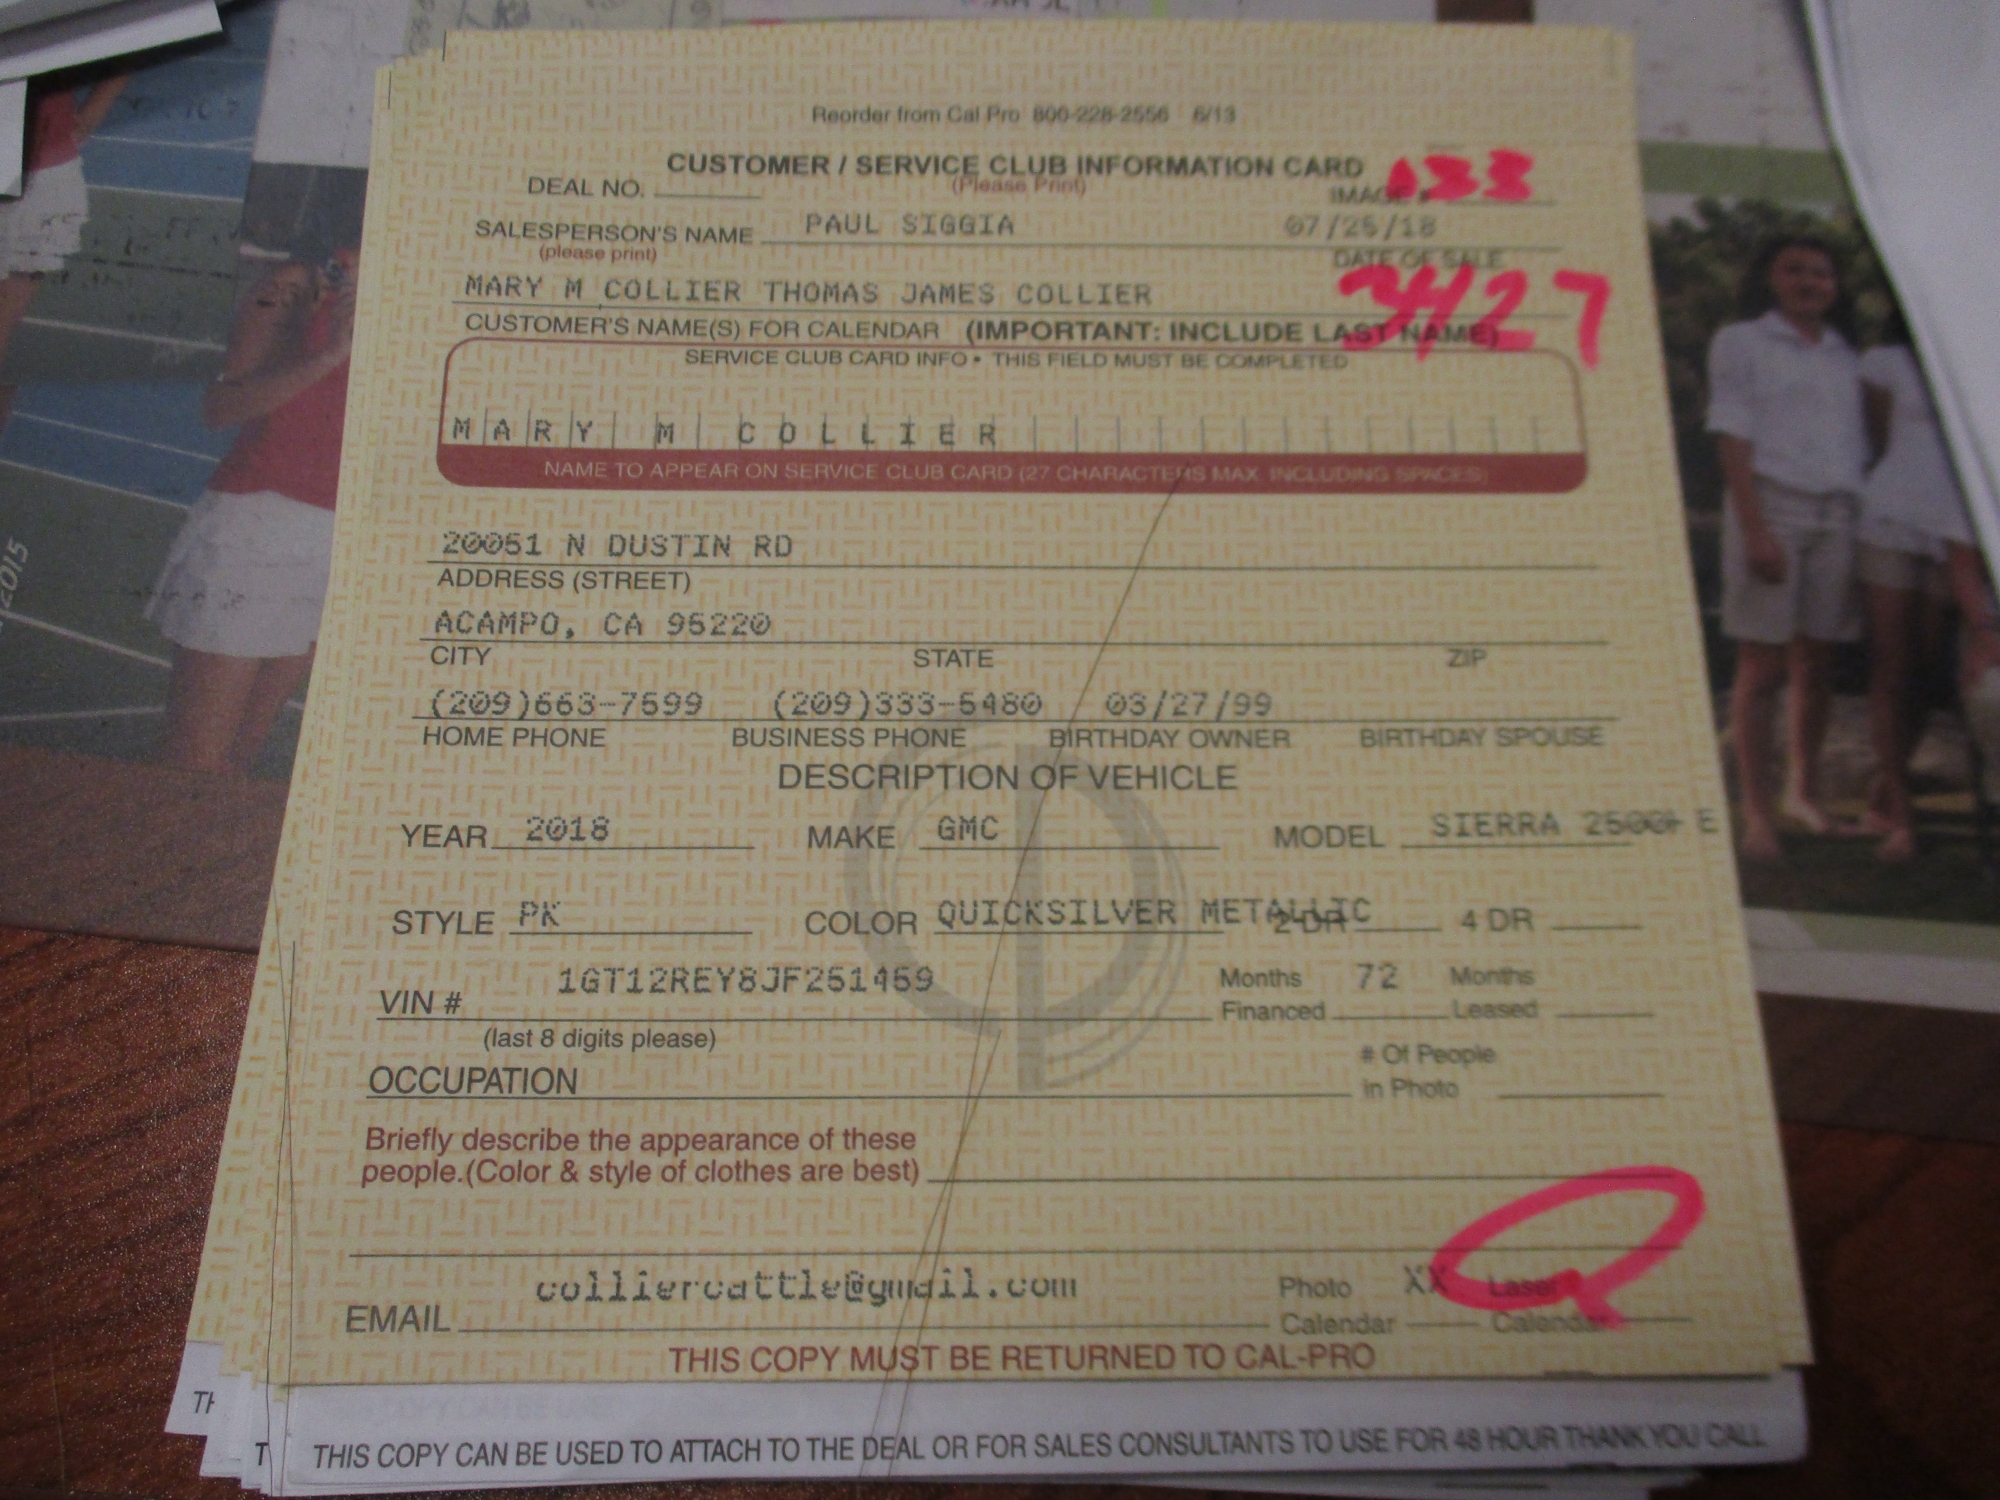 Reorder from Cal Pro 800-228-2556 6/13
CUSTOMER / SERVICE CLUB INFORMATION CARD
(Please Print)
DEAL NO.
IMAGE # 133
SALESPERSON'S NAME PAUL SIGGIA 07/25/18
(please print)
DATE OF SALE
3427
MARY M COLLIER THOMAS JAMES COLLIER
CUSTOMER'S NAME(S) FOR CALENDAR (IMPORTANT: INCLUDE LAST NAME)
SERVICE CLUB CARD INFO • THIS FIELD MUST BE COMPLETED
MARY M COLLIER
NAME TO APPEAR ON SERVICE CLUB CARD (27 CHARACTERS MAX INCLUDING SPACES)
20051 N DUSTIN RD
ADDRESS (STREET)
ACAMPO, CA 95220
CITY STATE ZIP
(209)663-7599 (209)333-5480 03/27/99
HOME PHONE BUSINESS PHONE BIRTHDAY OWNER BIRTHDAY SPOUSE
DESCRIPTION OF VEHICLE
YEAR 2018 MAKE GMC MODEL SIERRA
STYLE PK COLOR QUICKSILVER METALLIC 2 DR 4 DR
VIN # 1GT12REY8JF251459
(last 8 digits please)
Months Financed 72 Months Leased
OCCUPATION
# Of People in Photo
Briefly describe the appearance of these
people.(Color & style of clothes are best)
EMAIL colliercattle@gmail.com
Photo Calendar XX Laser Calendar
THIS COPY MUST BE RETURNED TO CAL-PRO
THIS COPY CAN BE USED TO ATTACH TO THE DEAL OR FOR SALES CONSULTANTS TO USE FOR 48 HOUR THANK YOU CALL
2015